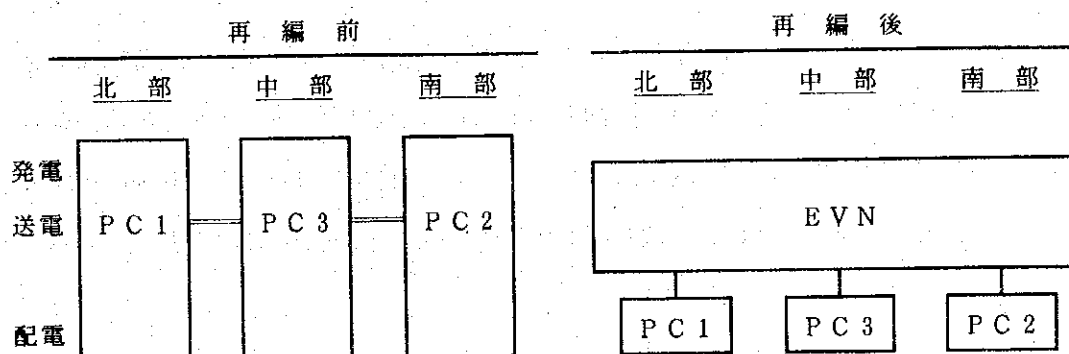 再編前
北部 中部 南部
発電
送電 PC1 PC3 PC2
配電
再編後
北部 中部 南部
EVN
PC1 PC3 PC2